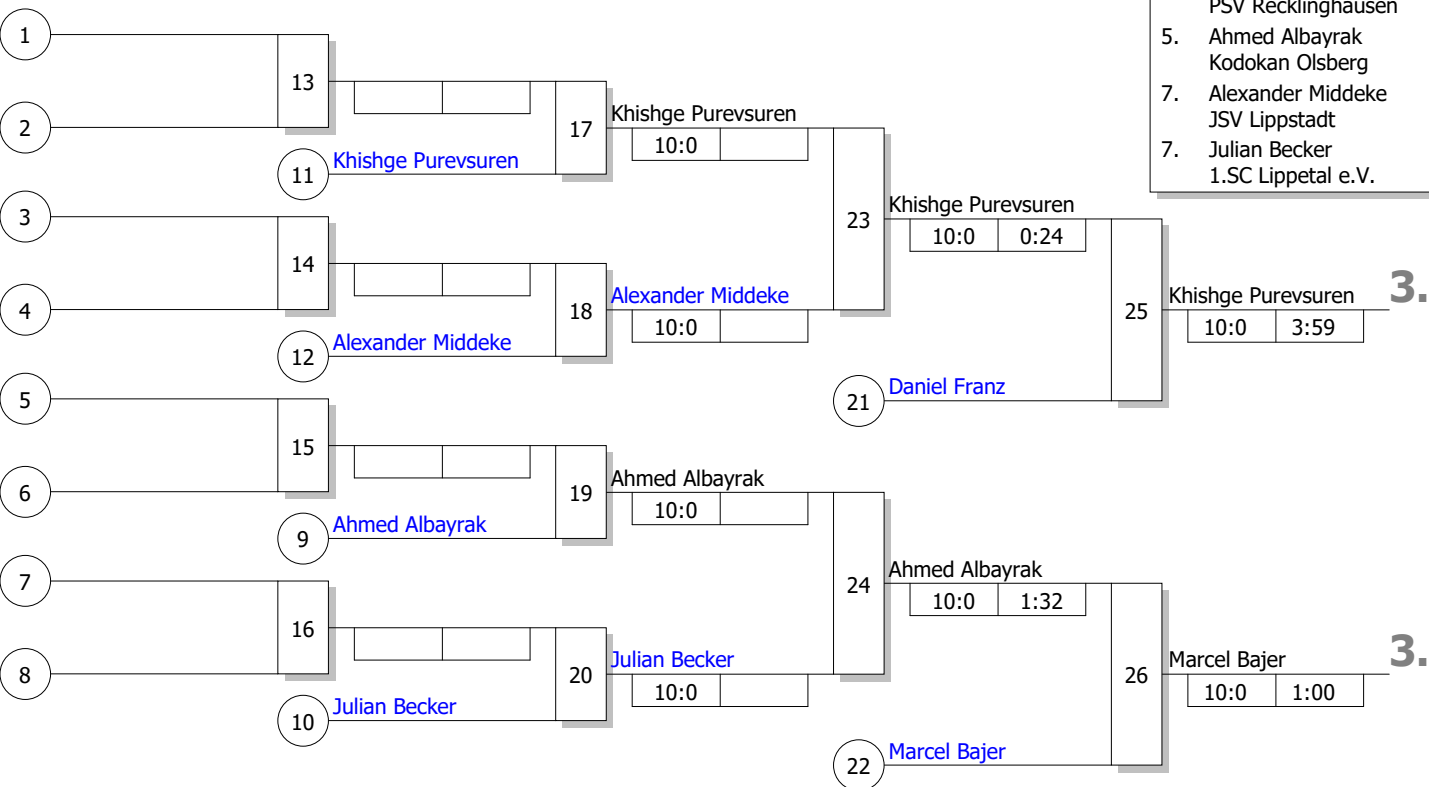 PSV Recklinghausen
5. Ahmed Albayrak
Kodokan Olsberg
7. Alexander Middeke
JSV Lippstadt
7. Julian Becker
1.SC Lippetal e.V.
1
13
2
17
Khishge Purevsuren
10:0
11
Khishge Purevsuren
3
23
Khishge Purevsuren
10:0 0:24
14
4
18
Alexander Middeke
10:0
12
Alexander Middeke
25
Khishge Purevsuren
3.
10:0 3:59
5
21
Daniel Franz
15
6
19
Ahmed Albayrak
10:0
9
Ahmed Albayrak
7
24
Ahmed Albayrak
10:0 1:32
16
8
20
Julian Becker
10:0
10
Julian Becker
26
Marcel Bajer
3.
10:0 1:00
22
Marcel Bajer